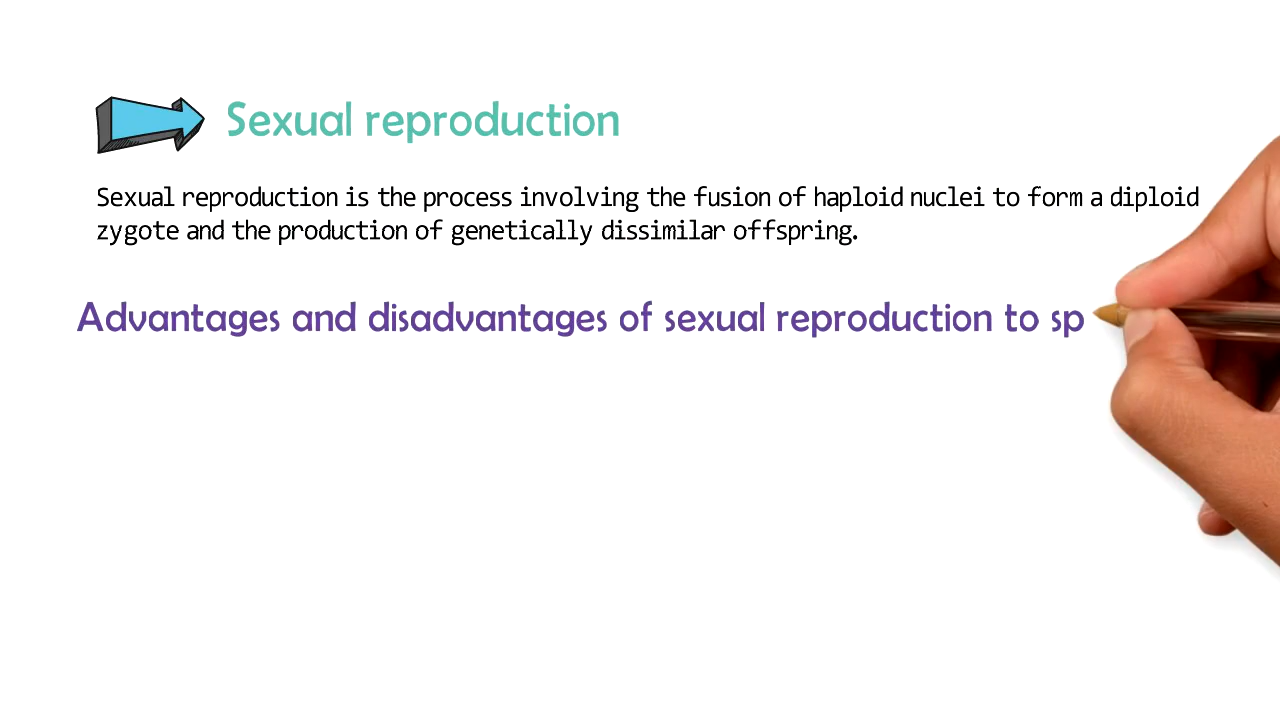 Sexual reproduction
Sexual reproduction is the process involving the fusion of haploid nuclei to form a diploid
zygote and the production of genetically dissimilar offspring.
Advantages and disadvantages of sexual reproduction to sp